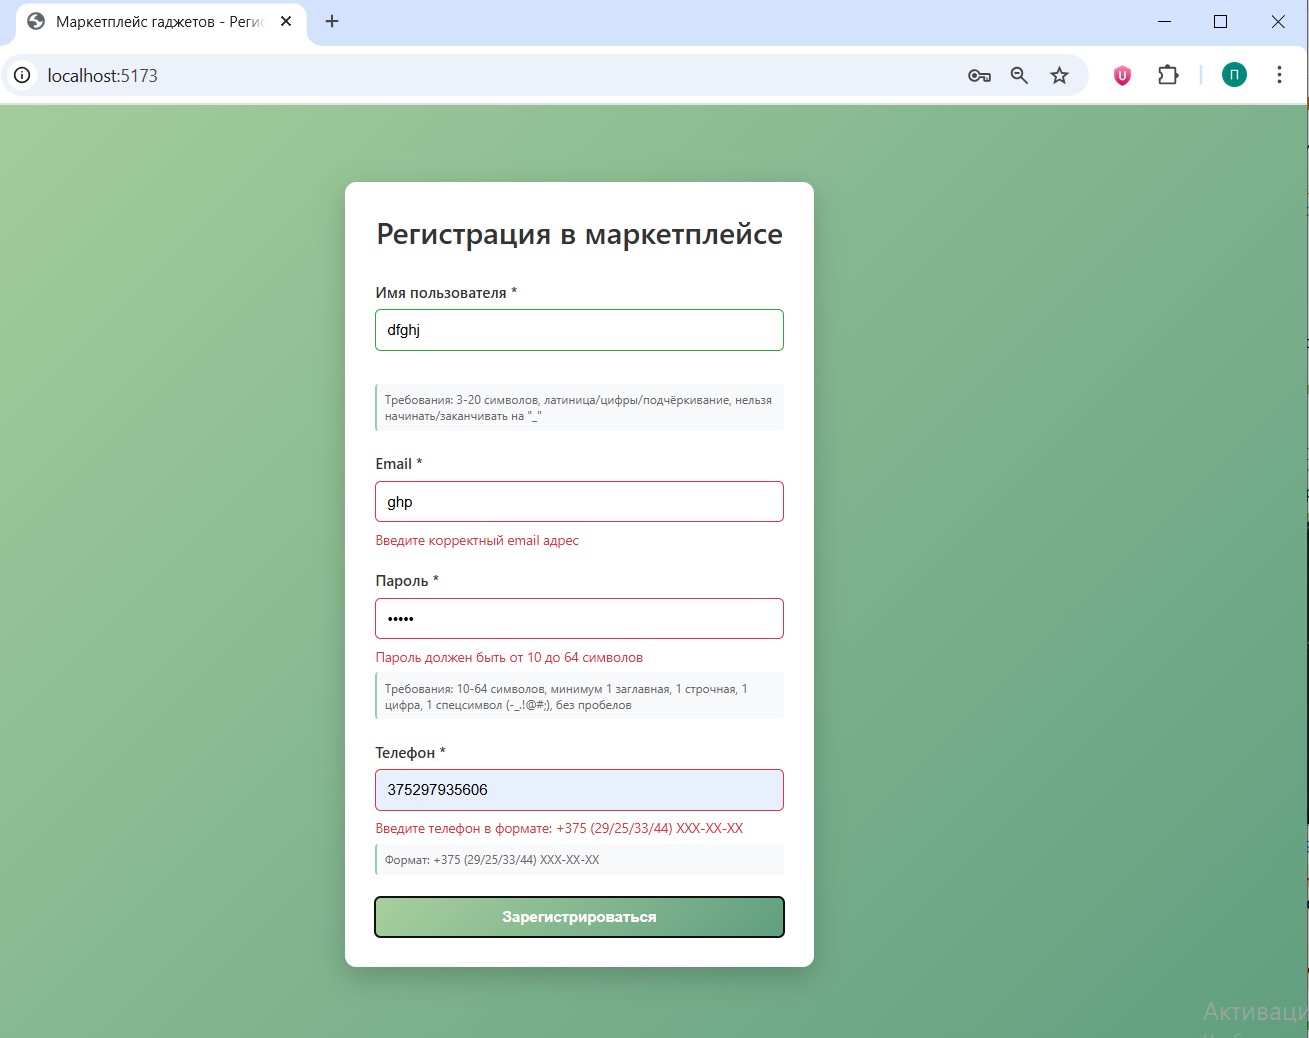 Маркетплейс гаджетов - Реги
localhost:5173
П
Регистрация в маркетплейсе
Имя пользователя *
dfghj
Требования: 3-20 символов, латиница/цифры/подчёркивание, нельзя
начинать/заканчивать на "_"
Email *
ghp
Введите корректный email адрес
Пароль *
•••••
Пароль должен быть от 10 до 64 символов
Требования: 10-64 символов, минимум 1 заглавная, 1 строчная, 1
цифра, 1 спецсимвол (-_.!@#;), без пробелов
Телефон *
375297935606
Введите телефон в формате: +375 (29/25/33/44) XXX-XX-XX
Формат: +375 (29/25/33/44) XXX-XX-XX
Зарегистрироваться
Активаци